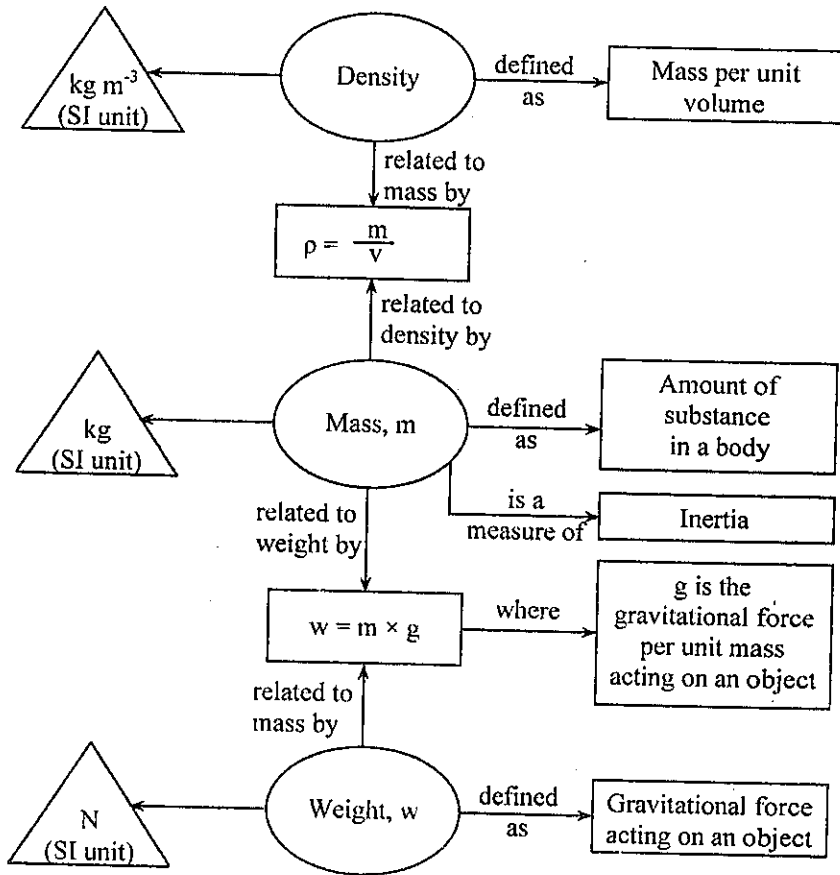 kg m⁻³
(SI unit)
Density
defined
as
Mass per unit
volume
related to
mass by
ρ = m/v
related to
density by
kg
(SI unit)
Mass, m
defined
as
Amount of
substance
in a body
is a
measure of
Inertia
related to
weight by
w = m × g
where
g is the
gravitational force
per unit mass
acting on an object
related to
mass by
N
(SI unit)
Weight, w
defined
as
Gravitational force
acting on an object